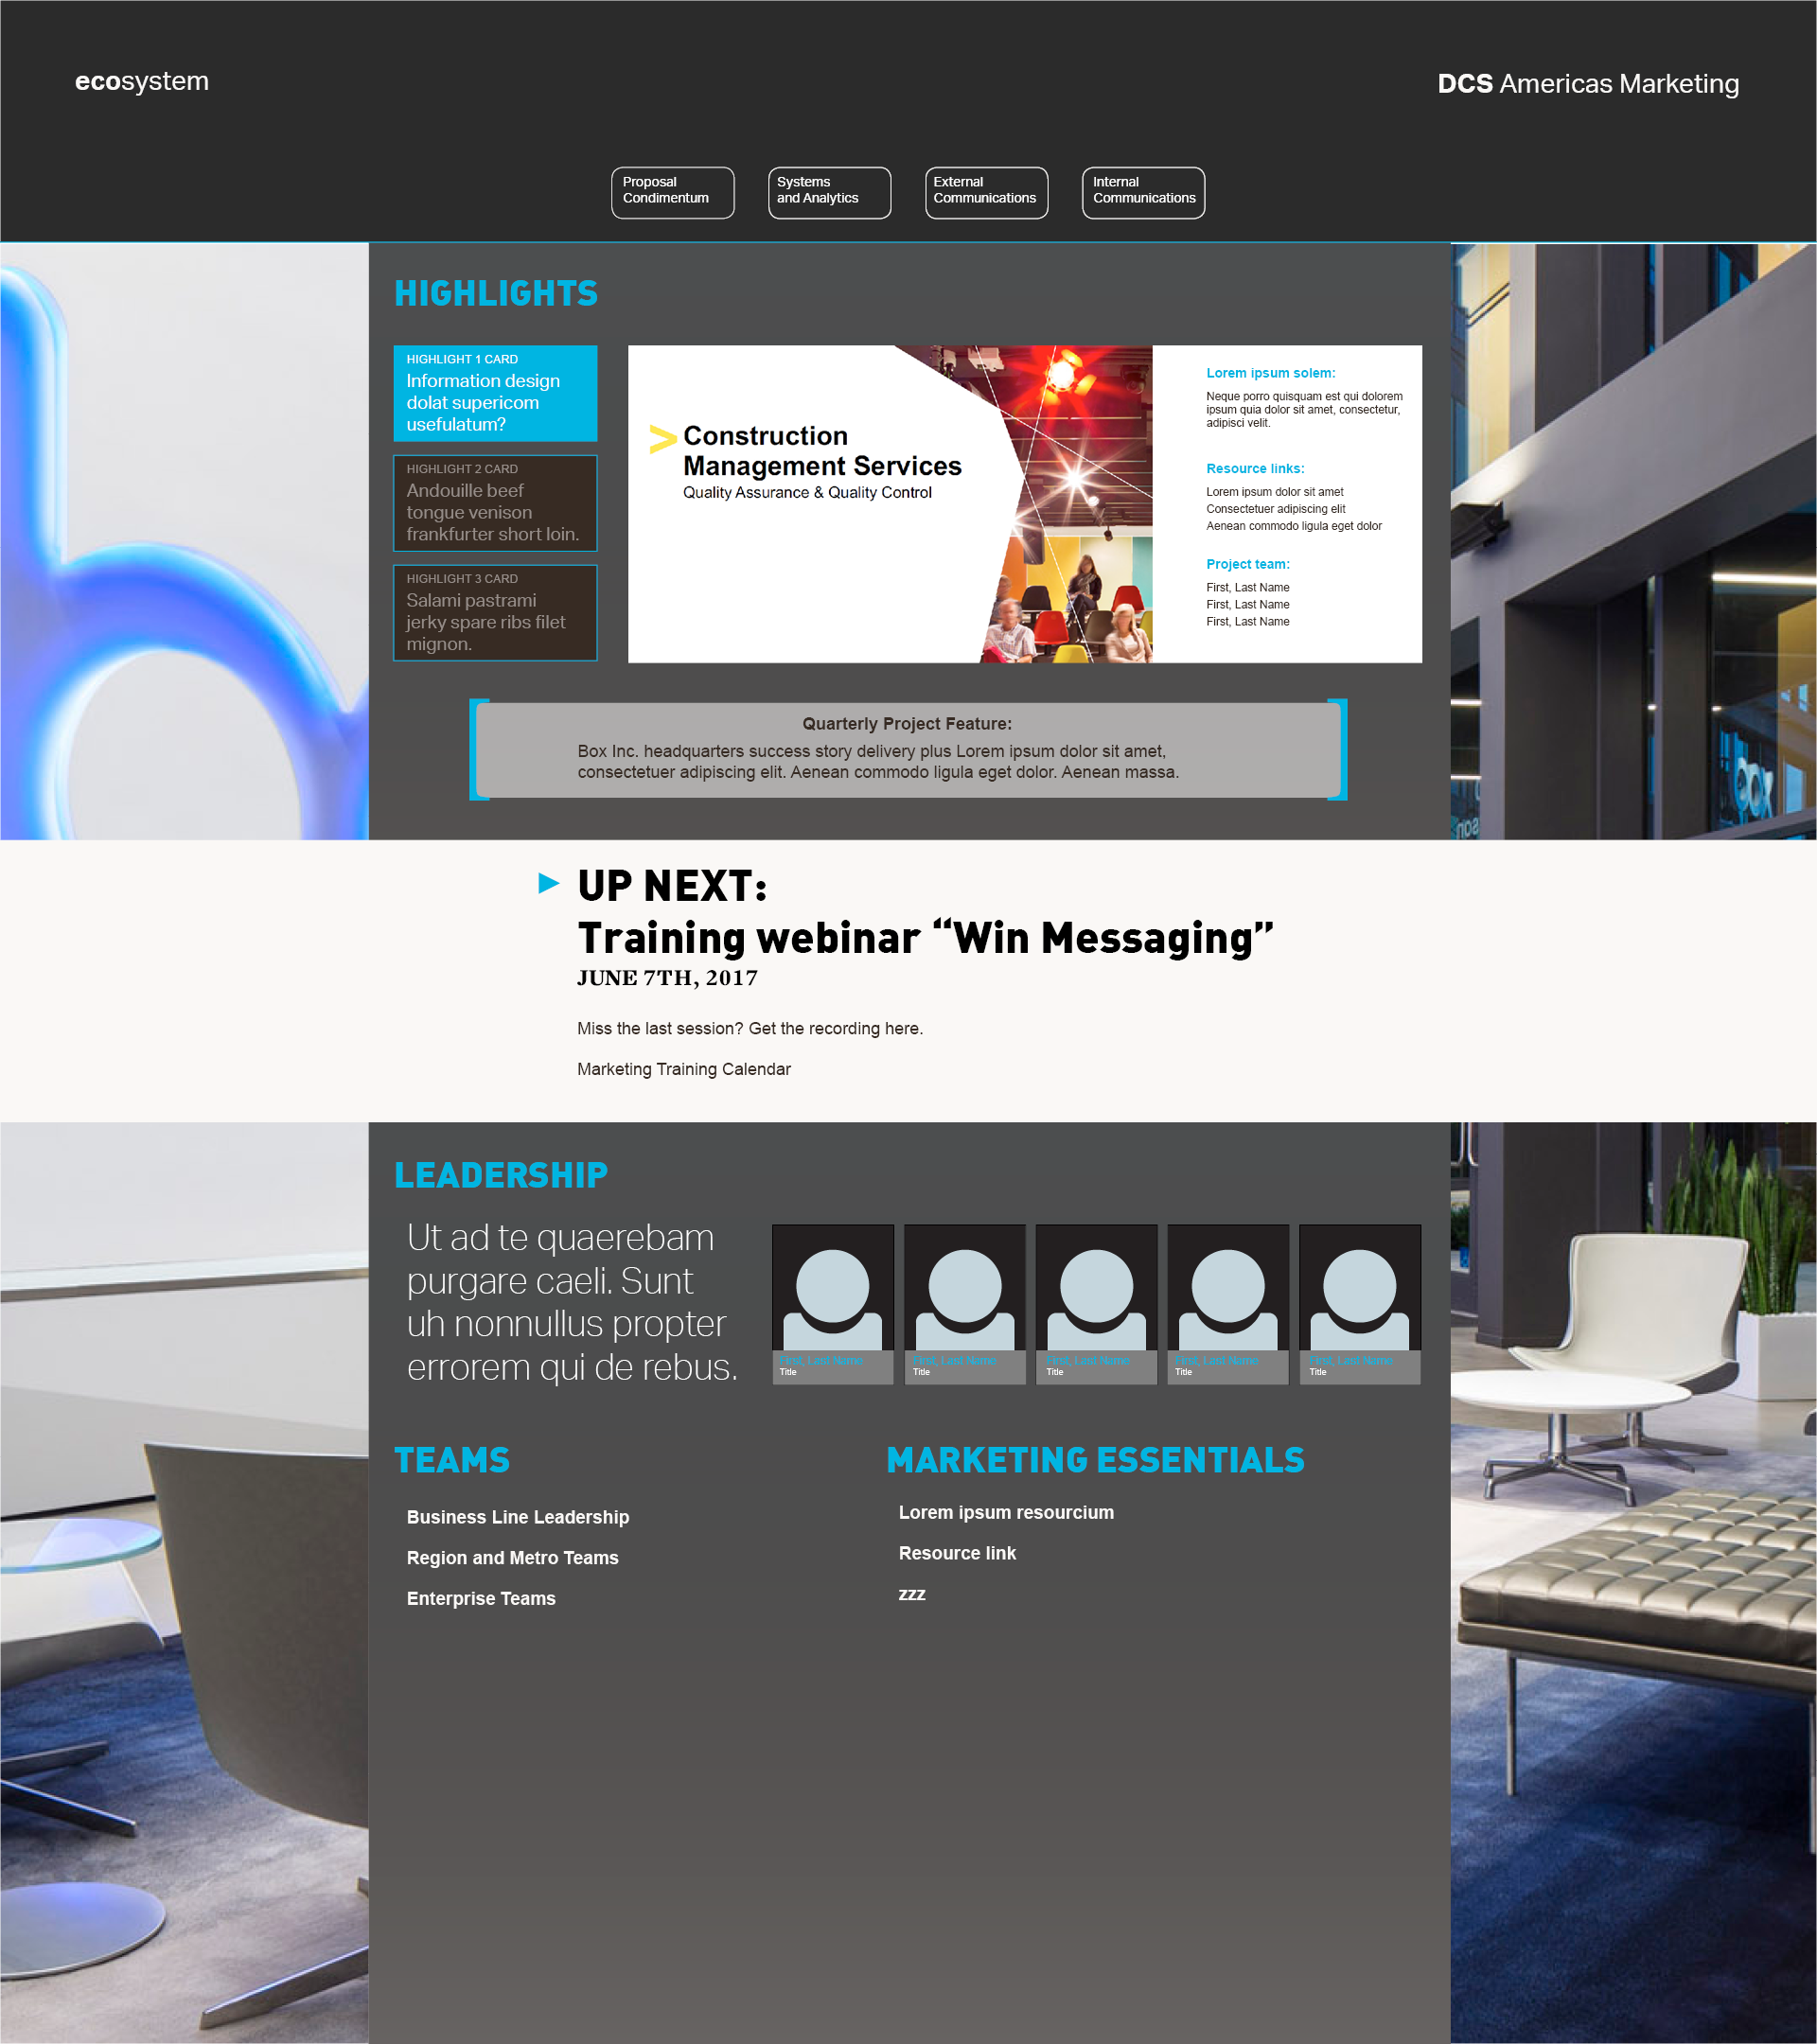 ecosystem
DCS Americas Marketing
Proposal
Condimentum
Systems
and Analytics
External
Communications
Internal
Communications
HIGHLIGHTS
HIGHLIGHT 1 CARD
Information design
dolat supericom
usefulatum?
HIGHLIGHT 2 CARD
Andouille beef
tongue venison
frankfurter short loin.
HIGHLIGHT 3 CARD
Salami pastrami
jerky spare ribs filet
mignon.
> Construction
Management Services
Quality Assurance & Quality Control
Lorem ipsum solem:
Neque porro quisquam est qui dolorem
ipsum quia dolor sit amet, consectetur,
adipisci velit.
Resource links:
Lorem ipsum dolor sit amet
Consectetuer adipiscing elit
Aenean commodo ligula eget dolor
Project team:
First, Last Name
First, Last Name
First, Last Name
Quarterly Project Feature:
Box Inc. headquarters success story delivery plus Lorem ipsum dolor sit amet,
consectetuer adipiscing elit. Aenean commodo ligula eget dolor. Aenean massa.
box
UP NEXT:
Training webinar “Win Messaging”
JUNE 7TH, 2017
Miss the last session? Get the recording here.
Marketing Training Calendar
LEADERSHIP
Ut ad te quaerebam
purgare caeli. Sunt
uh nonnullus propter
errorem qui de rebus.
First, Last Name
Title
First, Last Name
Title
First, Last Name
Title
First, Last Name
Title
First, Last Name
Title
TEAMS
Business Line Leadership
Region and Metro Teams
Enterprise Teams
MARKETING ESSENTIALS
Lorem ipsum resourcium
Resource link
zzz